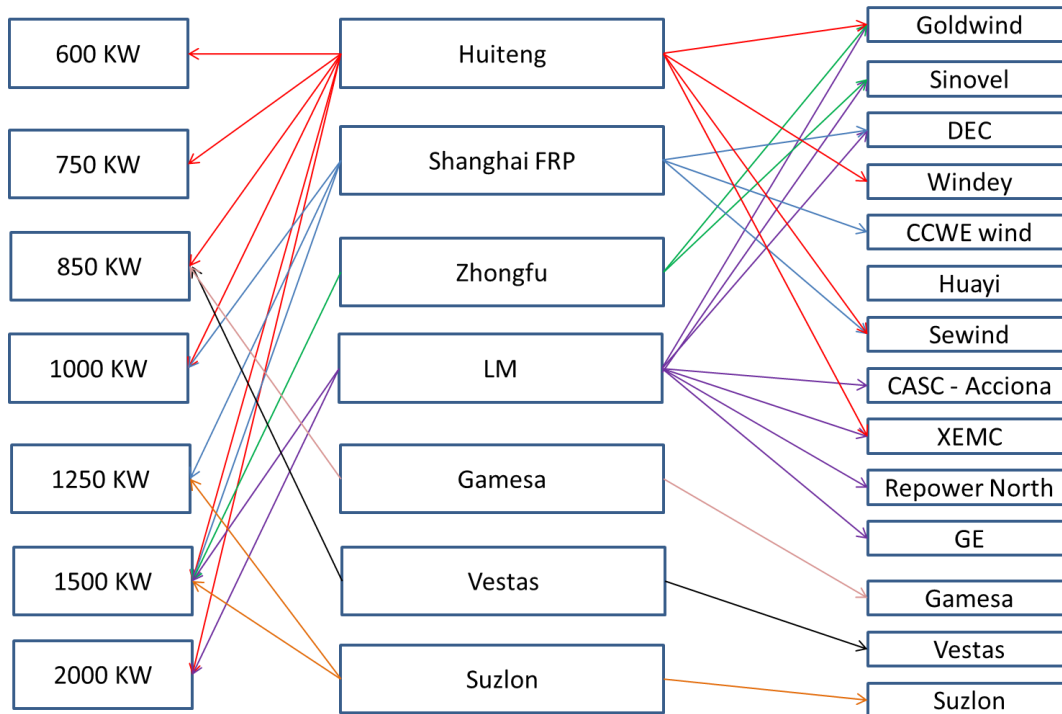 600 KW
750 KW
850 KW
1000 KW
1250 KW
1500 KW
2000 KW
Huiteng
Shanghai FRP
Zhongfu
LM
Gamesa
Vestas
Suzlon
Goldwind
Sinovel
DEC
Windey
CCWE wind
Huayi
Sewind
CASC - Acciona
XEMC
Repower North
GE
Gamesa
Vestas
Suzlon